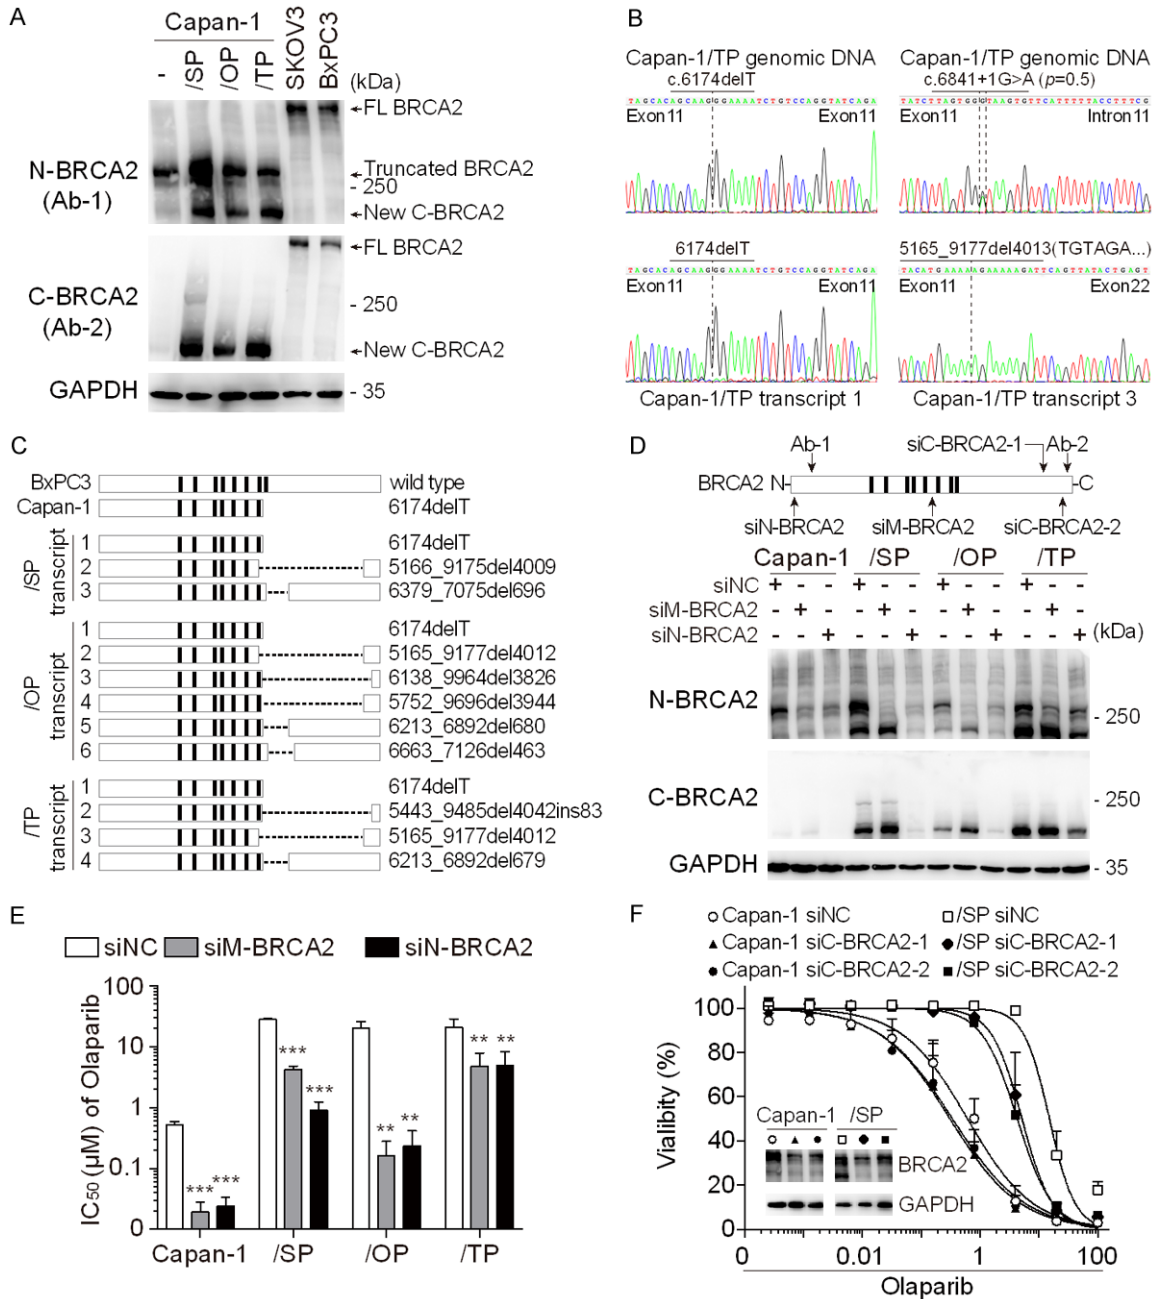 A
Capan-1
- /SP /OP /TP SKOV3 BxPC3 (kDa)
FL BRCA2
N-BRCA2
(Ab-1)
Truncated BRCA2
- 250
New C-BRCA2
FL BRCA2
C-BRCA2
(Ab-2)
- 250
New C-BRCA2
GAPDH
- 35
B
Capan-1/TP genomic DNA
c.6174delT
TAGCACAGCAAGGGAAAATCTGTCCAGGTATCAGA
Exon11 Exon11
Capan-1/TP genomic DNA
c.6841+1G>A (p=0.5)
Exon11 Intron11
6174delT
TAGCACAGCAAGGGAAAATCTGTCCAGGTATCAGA
Exon11 Exon11
Capan-1/TP transcript 1
5165_9177del4013(TGTAGA...)
Exon11 Exon22
Capan-1/TP transcript 3
C
BxPC3 wild type
Capan-1 6174delT
/SP
transcript
1 6174delT
2 5166_9175del4009
3 6379_7075del696
/OP
transcript
1 6174delT
2 5165_9177del4012
3 6138_9964del3826
4 5752_9696del3944
5 6213_6892del680
6 6663_7126del463
/TP
transcript
1 6174delT
2 5443_9485del4042ins83
3 5165_9177del4012
4 6213_6892del679
D
Ab-1 siC-BRCA2-1 Ab-2
BRCA2 N- -C
siN-BRCA2 siM-BRCA2 siC-BRCA2-2
Capan-1 /SP /OP /TP
siNC + - - + - - + - - + - -
siM-BRCA2 - + - - + - - + - - + -
siN-BRCA2 - - + - - + - - + - - + (kDa)
N-BRCA2
- 250
C-BRCA2
- 250
GAPDH
- 35
E
siNC siM-BRCA2 siN-BRCA2
IC50 (μM) of Olaparib
100
10
1
0.1
0
*** ***
*** ***
** **
** **
Capan-1 /SP /OP /TP
F
Capan-1 siNC /SP siNC
Capan-1 siC-BRCA2-1 /SP siC-BRCA2-1
Capan-1 siC-BRCA2-2 /SP siC-BRCA2-2
Vialibity (%)
100
80
60
40
20
0
Capan-1 /SP
BRCA2
GAPDH
0 0.01 1 100
Olaparib